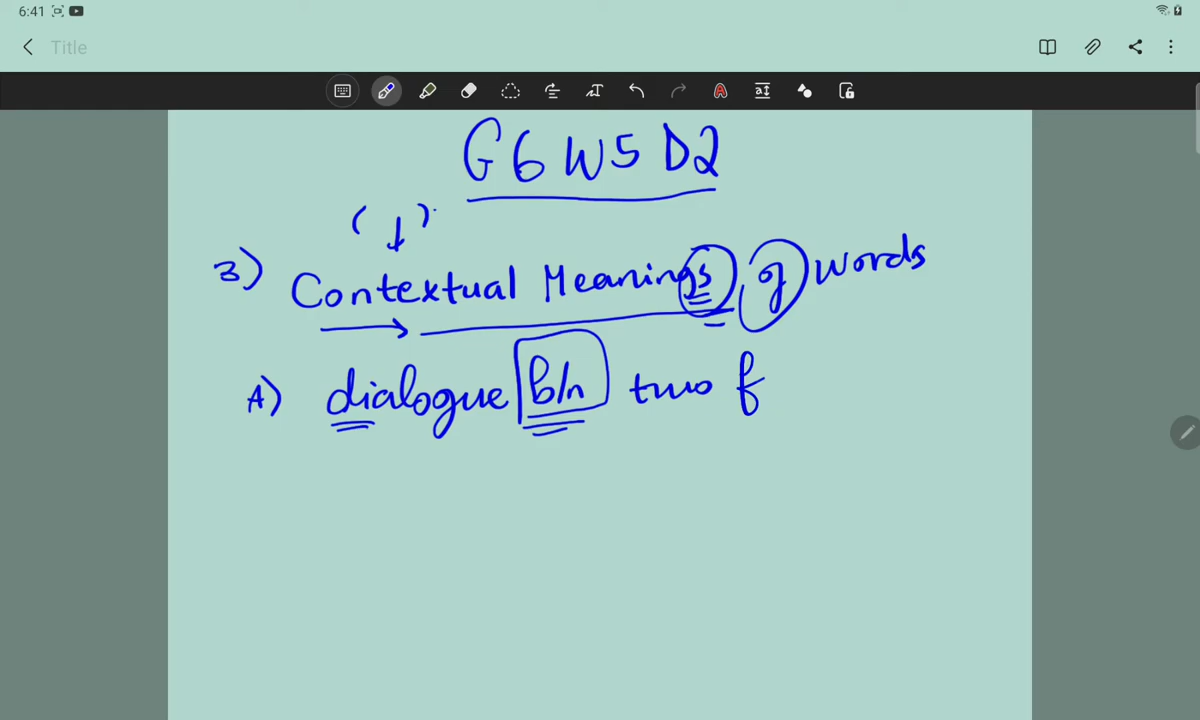 6:41
Title
G6 W5 D2
( ↓ )
3) Contextual Meanings of words
A) dialogue b/n two f